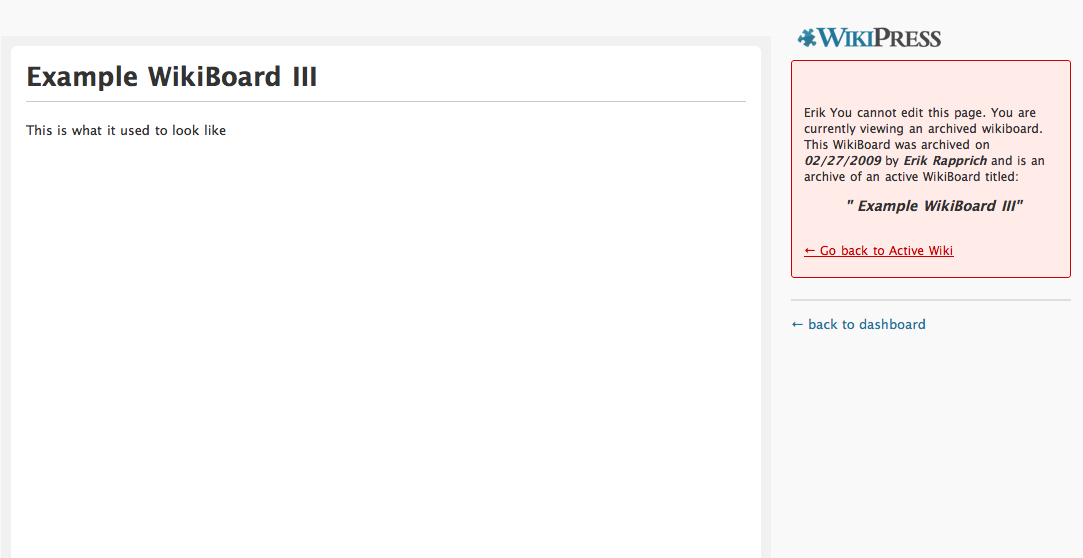 Example WikiBoard III
This is what it used to look like
WIKIPRESS
Erik You cannot edit this page. You are
currently viewing an archived wikiboard.
This WikiBoard was archived on
02/27/2009 by Erik Rapprich and is an
archive of an active WikiBoard titled:
" Example WikiBoard III"
← Go back to Active Wiki
← back to dashboard